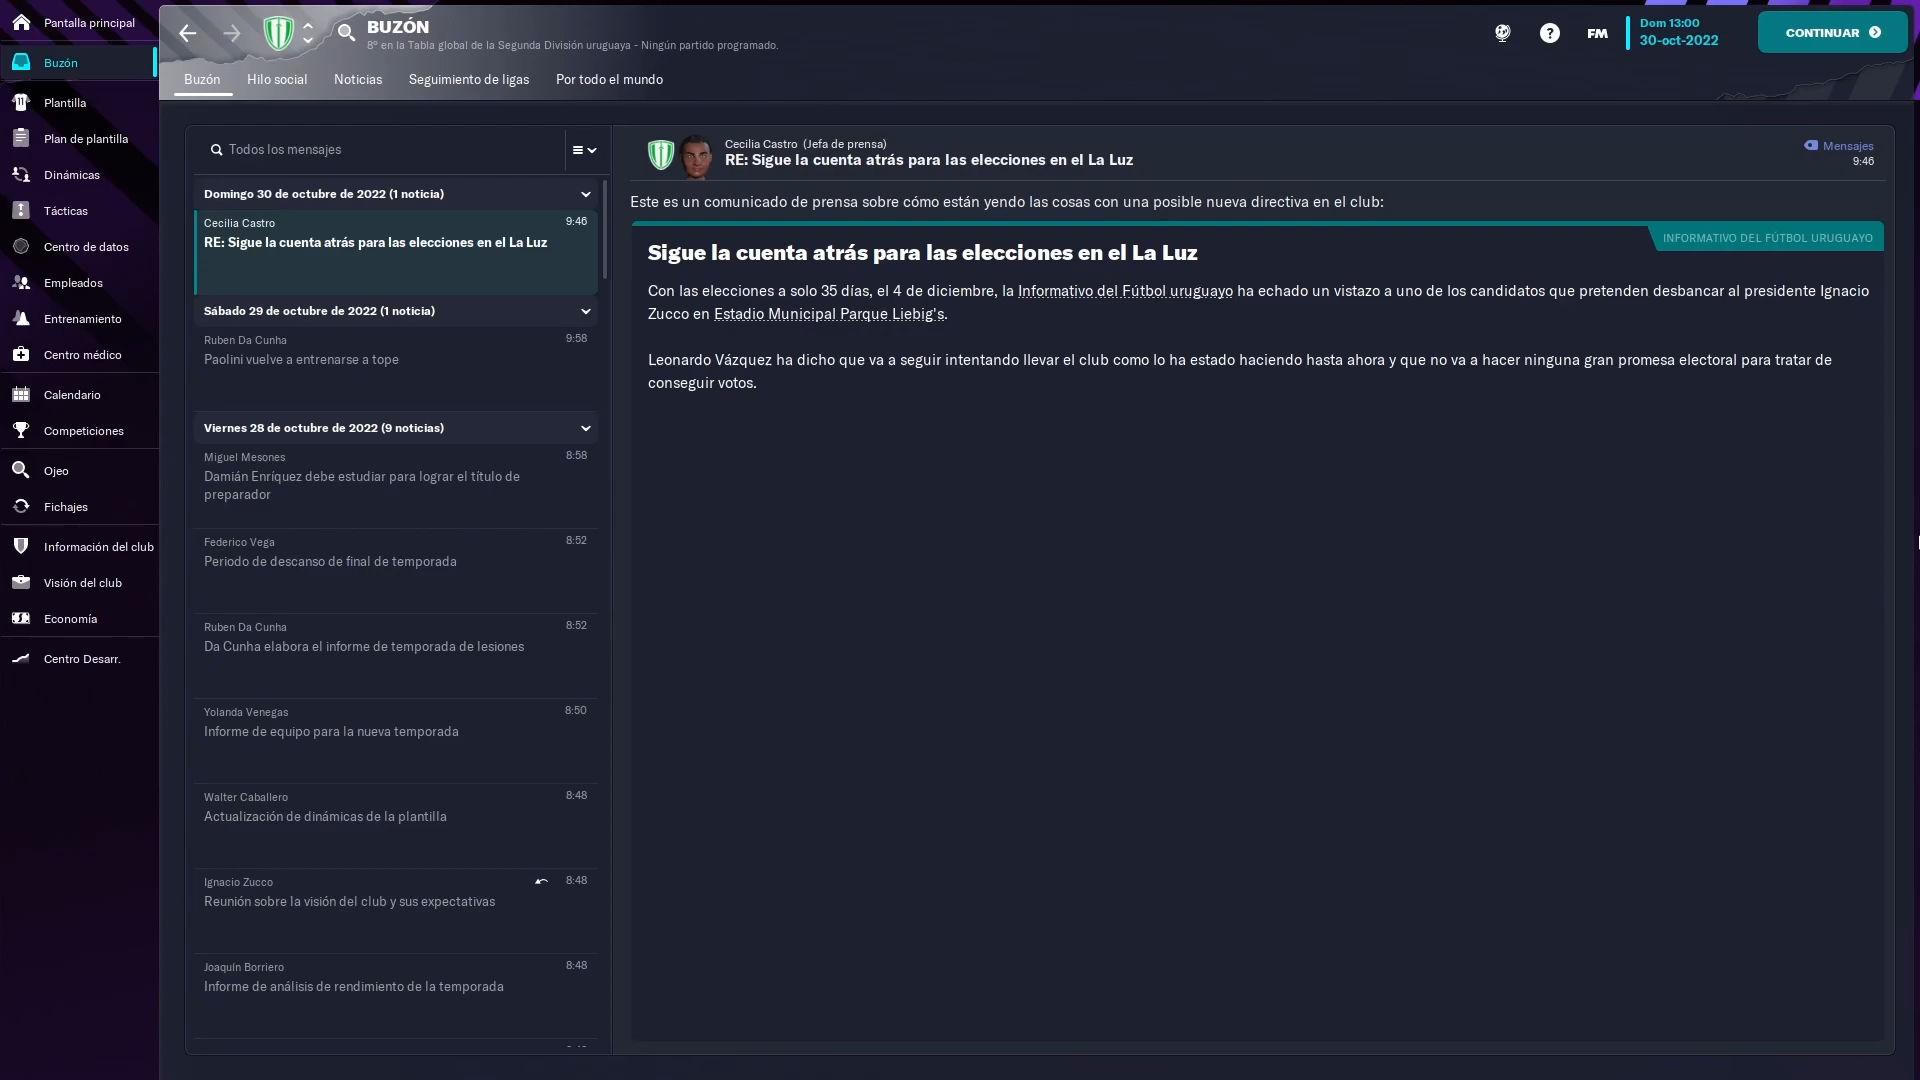 Pantalla principal
Buzón
Plantilla
Plan de plantilla
Dinámicas
Tácticas
Centro de datos
Empleados
Entrenamiento
Centro médico
Calendario
Competiciones
Ojeo
Fichajes
Información del club
Visión del club
Economía
Centro Desarr.
BUZÓN
8º en la Tabla global de la Segunda División uruguaya - Ningún partido programado.
FM
Dom 13:00
30-oct-2022
CONTINUAR
Buzón
Hilo social
Noticias
Seguimiento de ligas
Por todo el mundo
Todos los mensajes
Domingo 30 de octubre de 2022 (1 noticia)
Cecilia Castro 9:46
RE: Sigue la cuenta atrás para las elecciones en el La Luz
Sábado 29 de octubre de 2022 (1 noticia)
Ruben Da Cunha 9:58
Paolini vuelve a entrenarse a tope
Viernes 28 de octubre de 2022 (9 noticias)
Miguel Mesones 8:58
Damián Enríquez debe estudiar para lograr el título de
preparador
Federico Vega 8:52
Periodo de descanso de final de temporada
Ruben Da Cunha 8:52
Da Cunha elabora el informe de temporada de lesiones
Yolanda Venegas 8:50
Informe de equipo para la nueva temporada
Walter Caballero 8:48
Actualización de dinámicas de la plantilla
Ignacio Zucco 8:48
Reunión sobre la visión del club y sus expectativas
Joaquín Borriero 8:48
Informe de análisis de rendimiento de la temporada
Cecilia Castro (Jefa de prensa)
RE: Sigue la cuenta atrás para las elecciones en el La Luz
Mensajes
9:46
Este es un comunicado de prensa sobre cómo están yendo las cosas con una posible nueva directiva en el club:
INFORMATIVO DEL FÚTBOL URUGUAYO
Sigue la cuenta atrás para las elecciones en el La Luz
Con las elecciones a solo 35 días, el 4 de diciembre, la Informativo del Fútbol uruguayo ha echado un vistazo a uno de los candidatos que pretenden desbancar al presidente Ignacio
Zucco en Estadio Municipal Parque Liebig's.
Leonardo Vázquez ha dicho que va a seguir intentando llevar el club como lo ha estado haciendo hasta ahora y que no va a hacer ninguna gran promesa electoral para tratar de
conseguir votos.